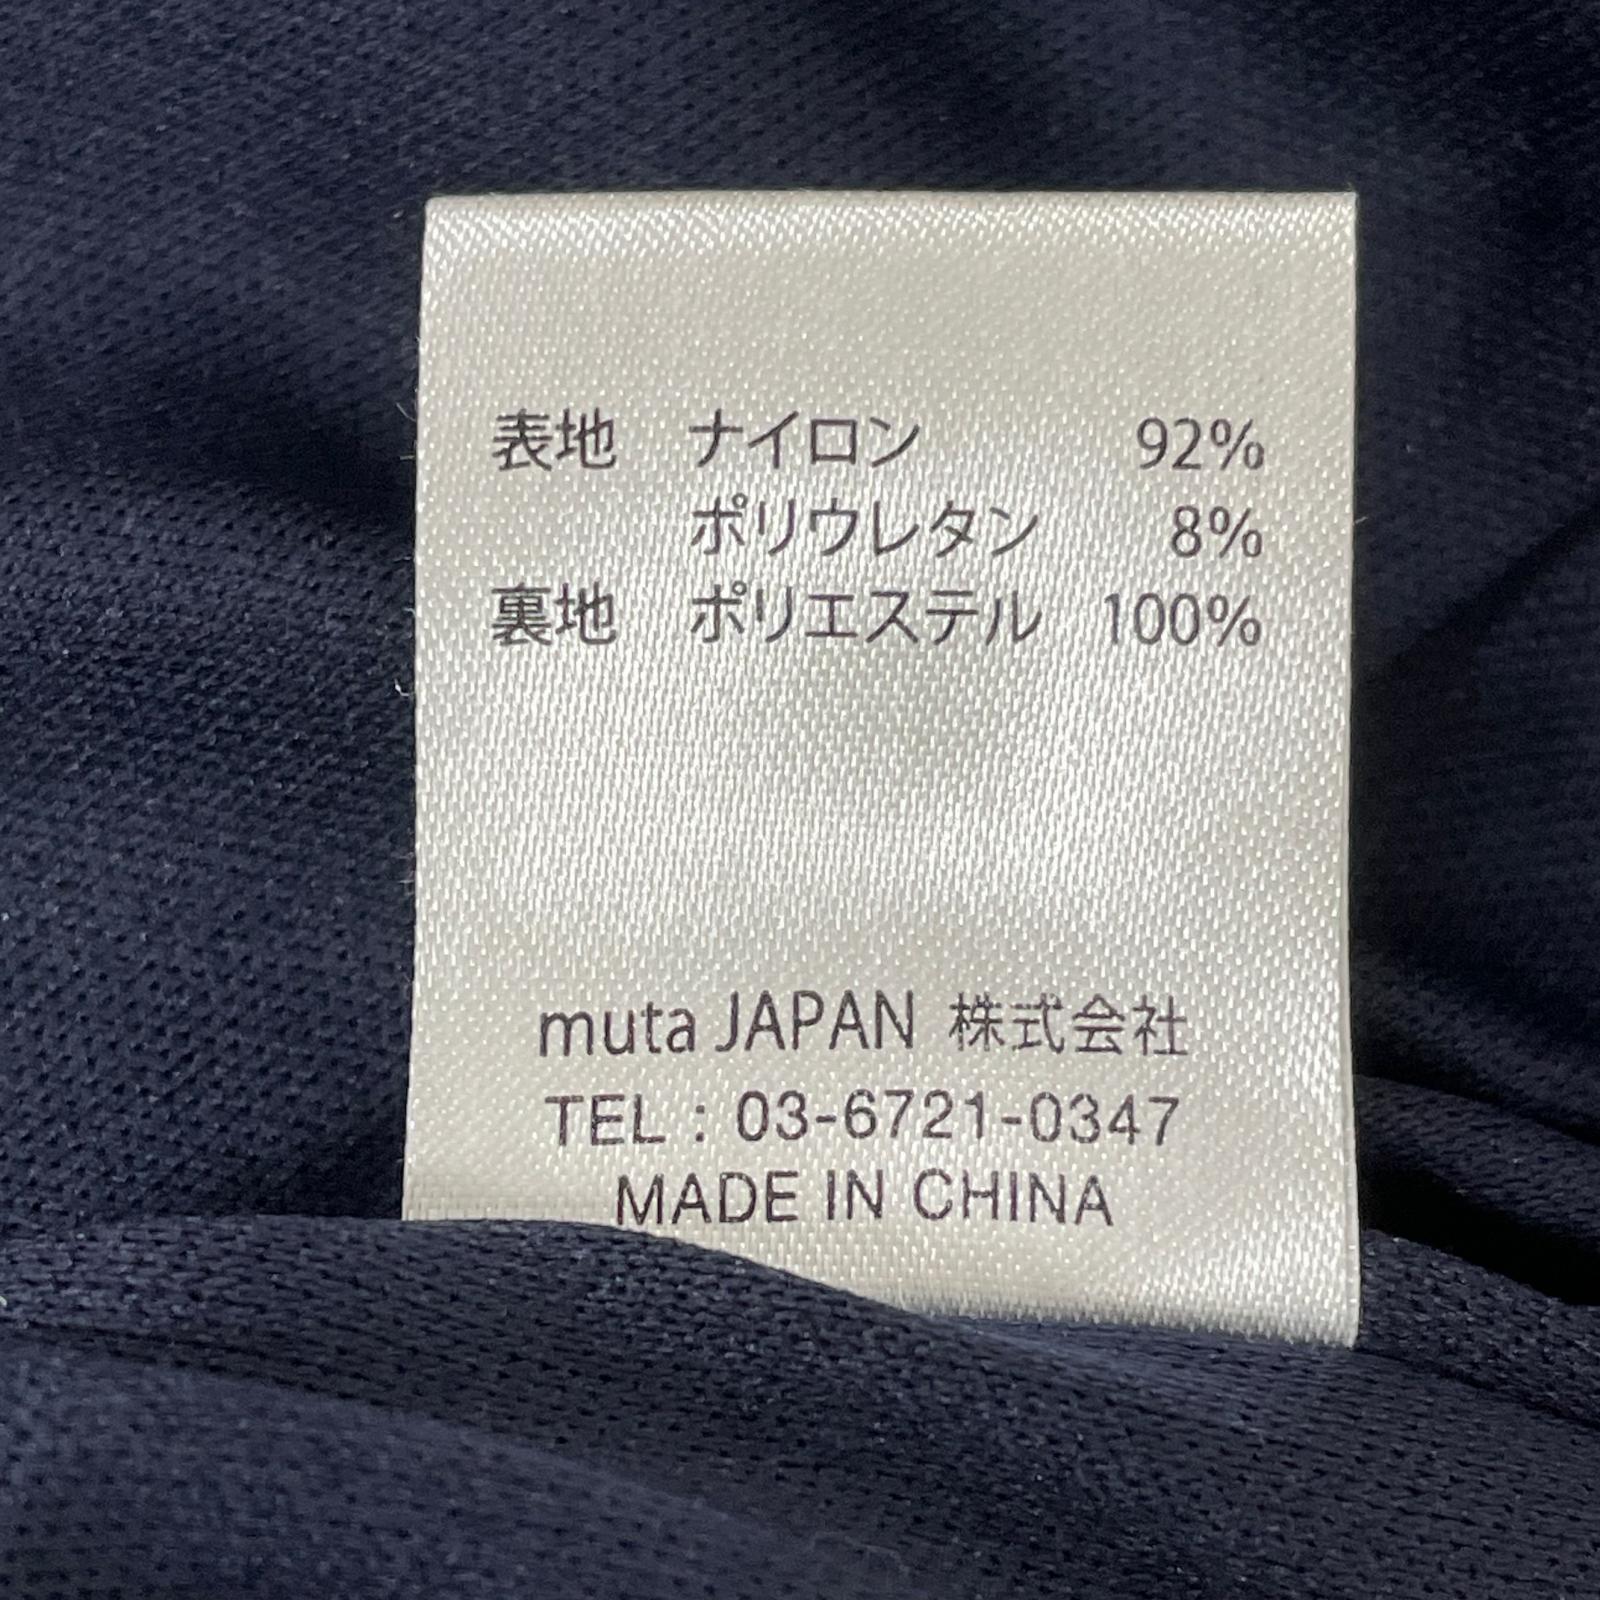 表地 ナイロン 92%
ポリウレタン 8%
裏地 ポリエステル 100%
muta JAPAN 株式会社
TEL : 03-6721-0347
MADE IN CHINA